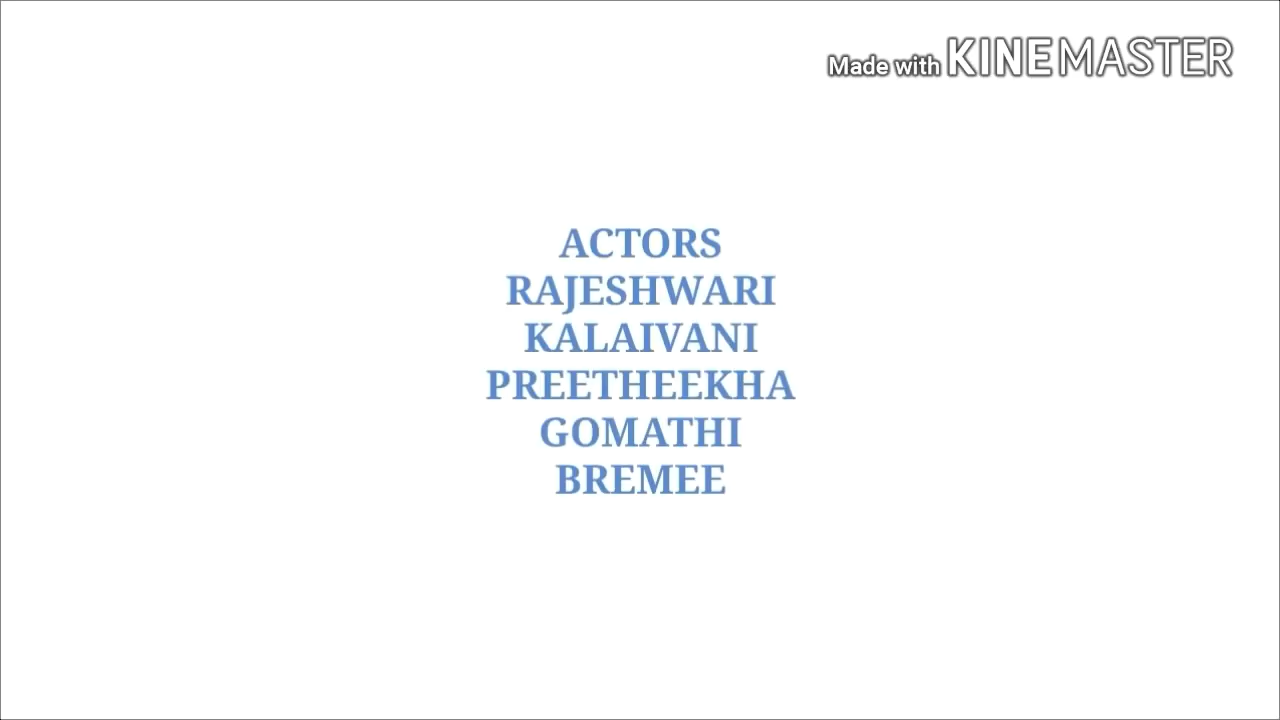 Made with KINEMASTER
ACTORS
RAJESHWARI
KALAIVANI
PREETHEEKHA
GOMATHI
BREMEE